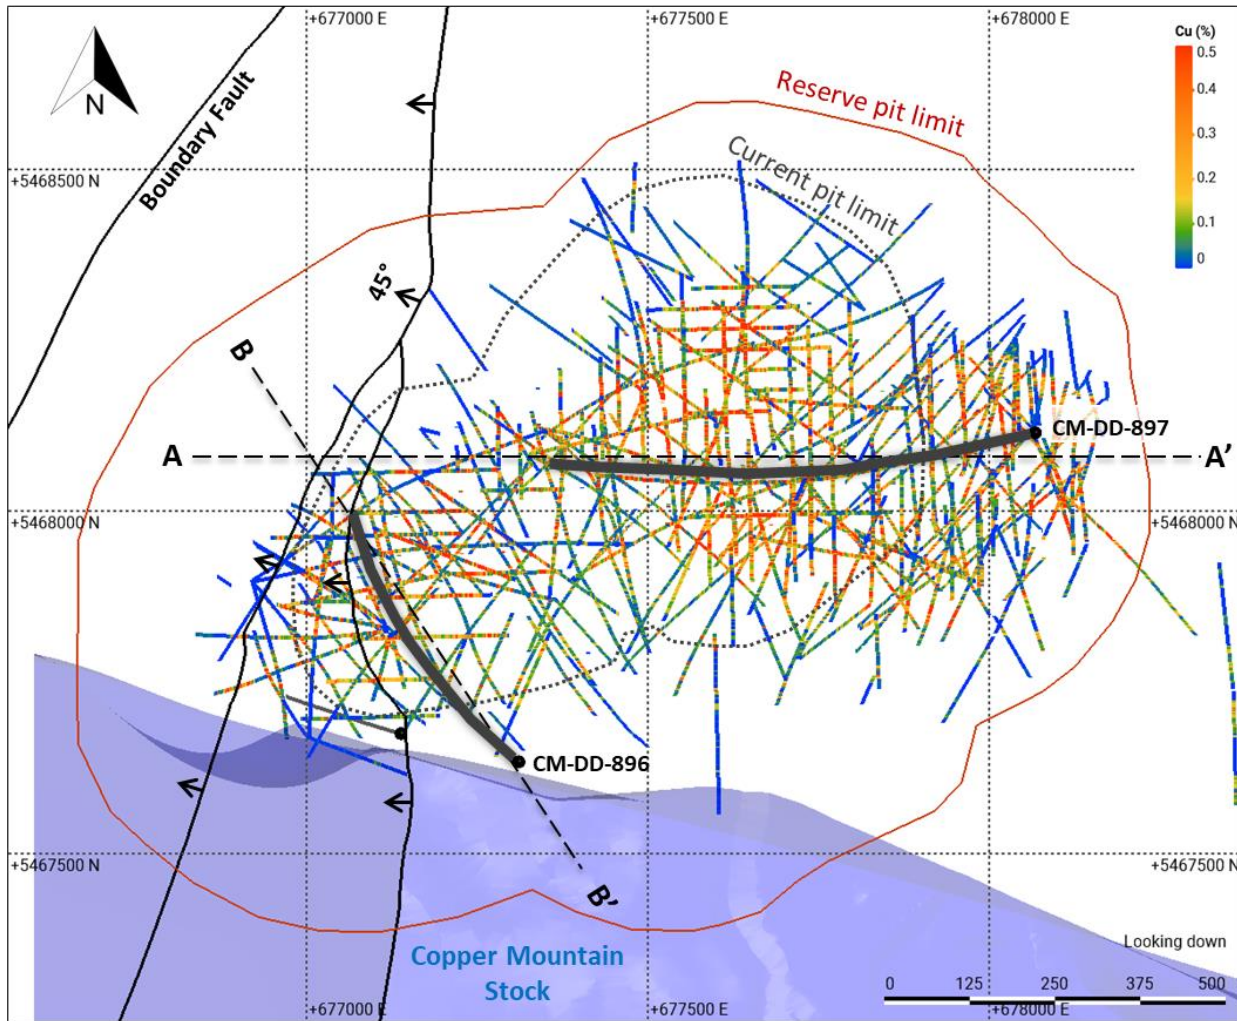 +677000 E
+677500 E
+678000 E
Cu (%)
0.5
0.4
0.3
0.2
0.1
0
N
Boundary Fault
Reserve pit limit
Current pit limit
+5468500 N
45°
B
A
A’
CM-DD-897
+5468000 N
+5468000 N
CM-DD-896
+5467500 N
+5467500 N
B’
Copper Mountain
Stock
Looking down
0 125 250 375 500
+677000 E
+677500 E
+678000 E